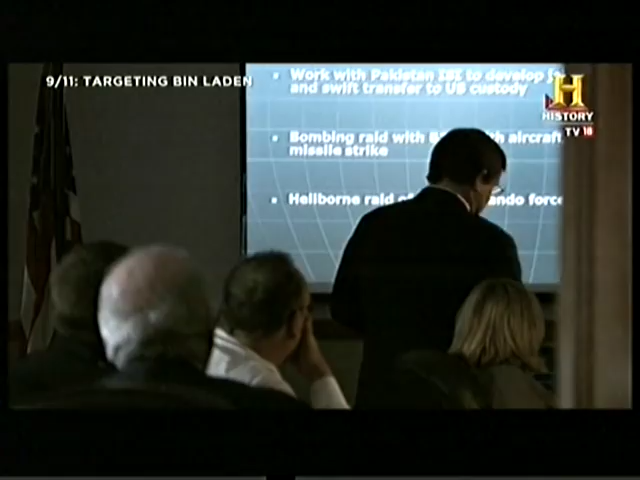 9/11: TARGETING BIN LADEN
H
HISTORY
TV 18
Work with Pakistan ISI to develop
and swift transfer to US custody
Bombing raid with aircraft
missile strike
Heliborne raid